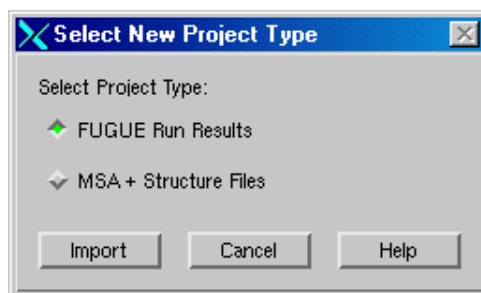 Select New Project Type
Select Project Type:
FUGUE Run Results
MSA + Structure Files
Import Cancel Help